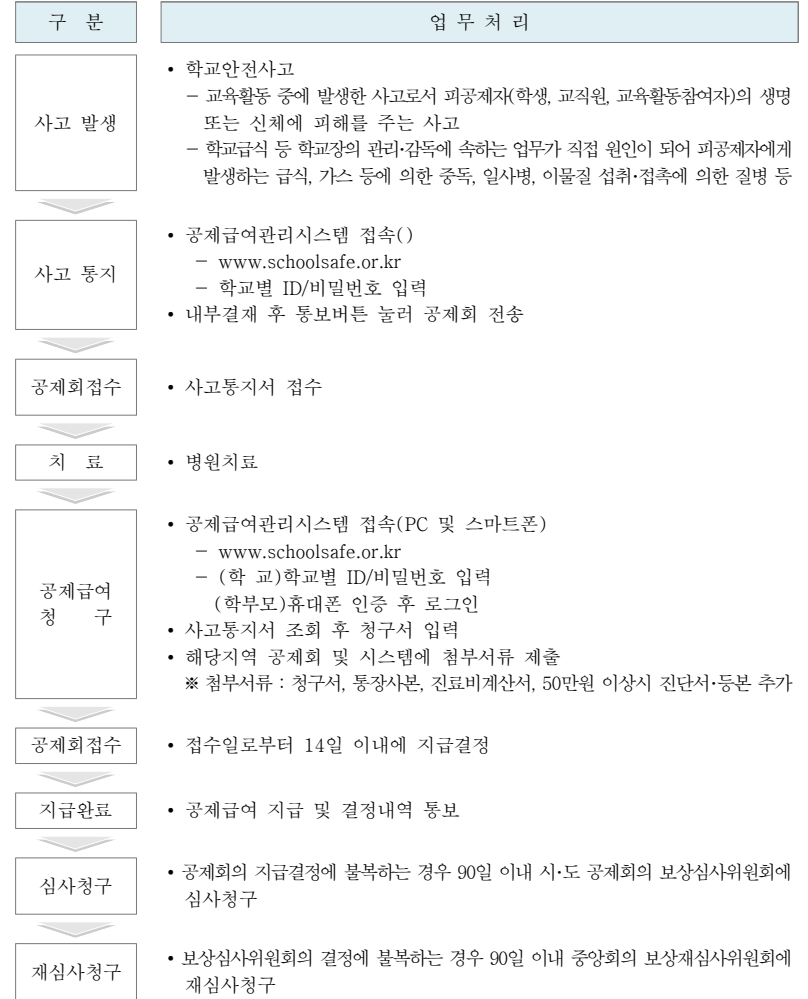 구 분
업 무 처 리
사고 발생
• 학교안전사고
－ 교육활동 중에 발생한 사고로서 피공제자(학생, 교직원, 교육활동참여자)의 생명
또는 신체에 피해를 주는 사고
－ 학교급식 등 학교장의 관리･감독에 속하는 업무가 직접 원인이 되어 피공제자에게
발생하는 급식, 가스 등에 의한 중독, 일사병, 이물질 섭취･접촉에 의한 질병 등
사고 통지
• 공제급여관리시스템 접속()
－ www.schoolsafe.or.kr
－ 학교별 ID/비밀번호 입력
• 내부결재 후 통보버튼 눌러 공제회 전송
공제회접수
• 사고통지서 접수
치 료
• 병원치료
공제급여
청 구
• 공제급여관리시스템 접속(PC 및 스마트폰)
－ www.schoolsafe.or.kr
－ (학 교)학교별 ID/비밀번호 입력
(학부모)휴대폰 인증 후 로그인
• 사고통지서 조회 후 청구서 입력
• 해당지역 공제회 및 시스템에 첨부서류 제출
※ 첨부서류 : 청구서, 통장사본, 진료비계산서, 50만원 이상시 진단서･등본 추가
공제회접수
• 접수일로부터 14일 이내에 지급결정
지급완료
• 공제급여 지급 및 결정내역 통보
심사청구
• 공제회의 지급결정에 불복하는 경우 90일 이내 시･도 공제회의 보상심사위원회에
심사청구
재심사청구
• 보상심사위원회의 결정에 불복하는 경우 90일 이내 중앙회의 보상재심사위원회에
재심사청구